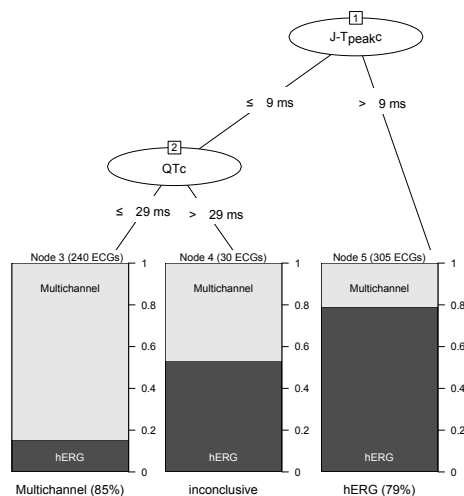 1
J-Tpeakc
≤ 9 ms
> 9 ms
2
QTc
≤ 29 ms
> 29 ms
Node 3 (240 ECGs)
Node 4 (30 ECGs)
Node 5 (305 ECGs)
Multichannel
hERG
1
0.8
0.6
0.4
0.2
0
Multichannel
hERG
1
0.8
0.6
0.4
0.2
0
Multichannel
hERG
1
0.8
0.6
0.4
0.2
0
Multichannel (85%)
inconclusive
hERG (79%)